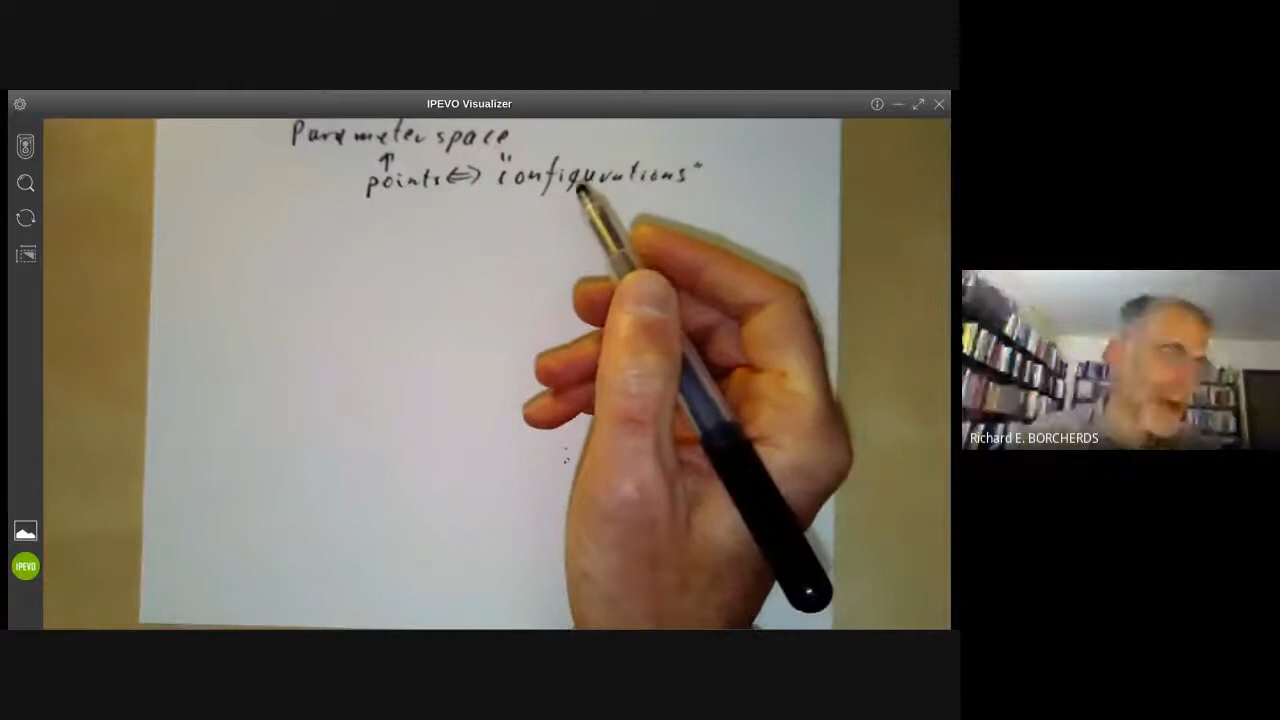 IPEVO Visualizer
Parameter space
↑
points ⇔ "configurations"
Richard E. BORCHERDS
IPEVO